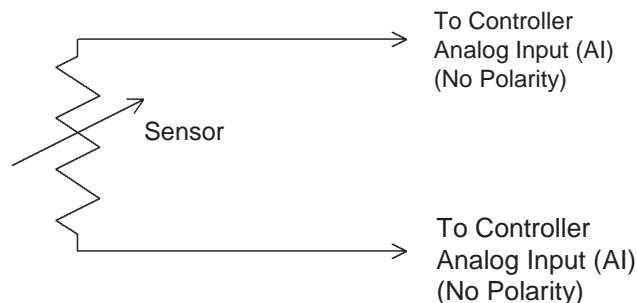 To Controller
Analog Input (AI)
(No Polarity)
Sensor
To Controller
Analog Input (AI)
(No Polarity)